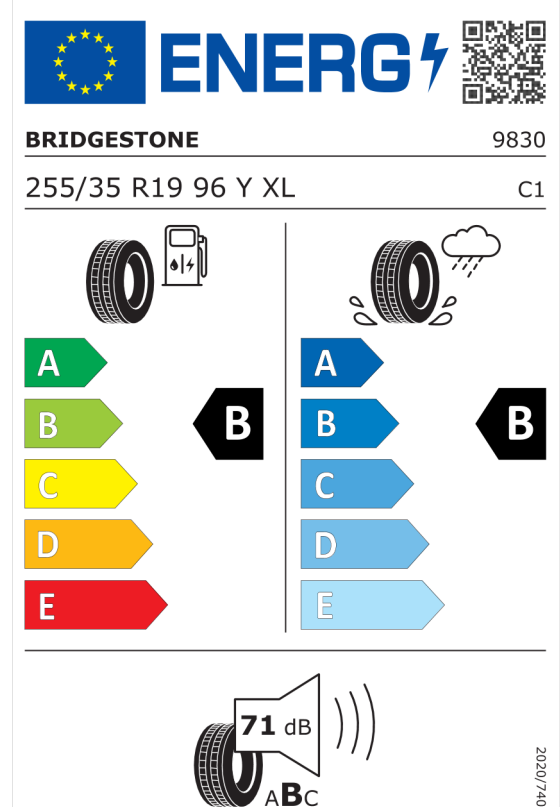 ENERG
BRIDGESTONE 9830
255/35 R19 96 Y XL C1
A A
B B B B
C C
D D
E E
71 dB
ABC
2020/740